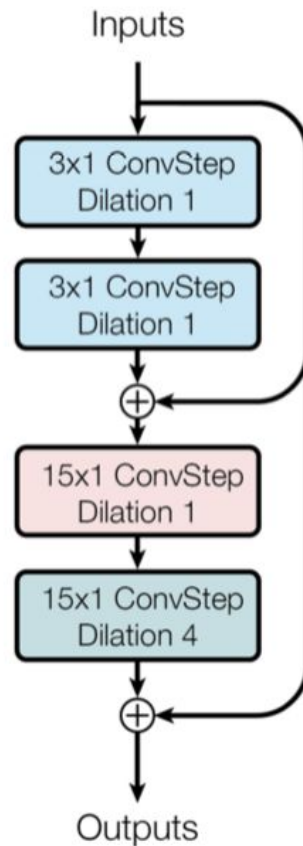 Inputs
3x1 ConvStep
Dilation 1
3x1 ConvStep
Dilation 1
+
15x1 ConvStep
Dilation 1
15x1 ConvStep
Dilation 4
+
Outputs